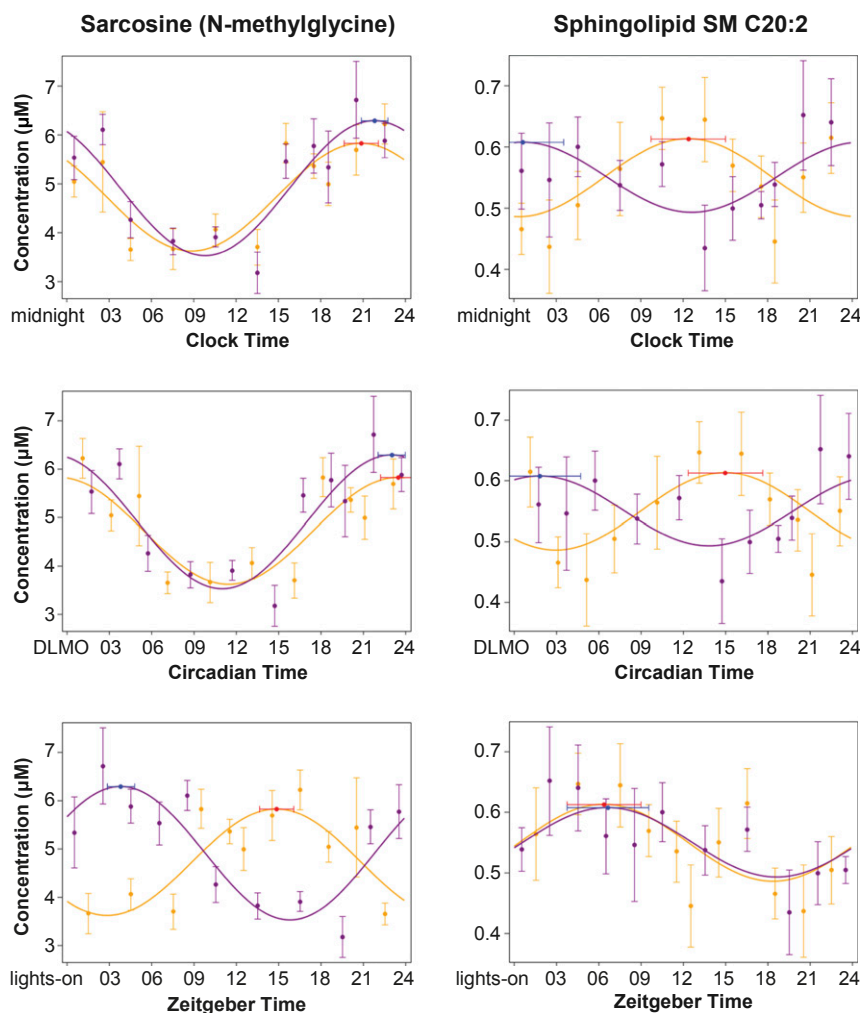 Sarcosine (N-methylglycine)
Sphingolipid SM C20:2
Concentration (µM)
7
6
5
4
3
midnight 03 06 09 12 15 18 21 24
Clock Time
0.7
0.6
0.5
0.4
midnight 03 06 09 12 15 18 21 24
Clock Time
Concentration (µM)
7
6
5
4
3
DLMO 03 06 09 12 15 18 21 24
Circadian Time
0.7
0.6
0.5
0.4
DLMO 03 06 09 12 15 18 21 24
Circadian Time
Concentration (µM)
7
6
5
4
3
lights-on 03 06 09 12 15 18 21 24
Zeitgeber Time
0.7
0.6
0.5
0.4
lights-on 03 06 09 12 15 18 21 24
Zeitgeber Time